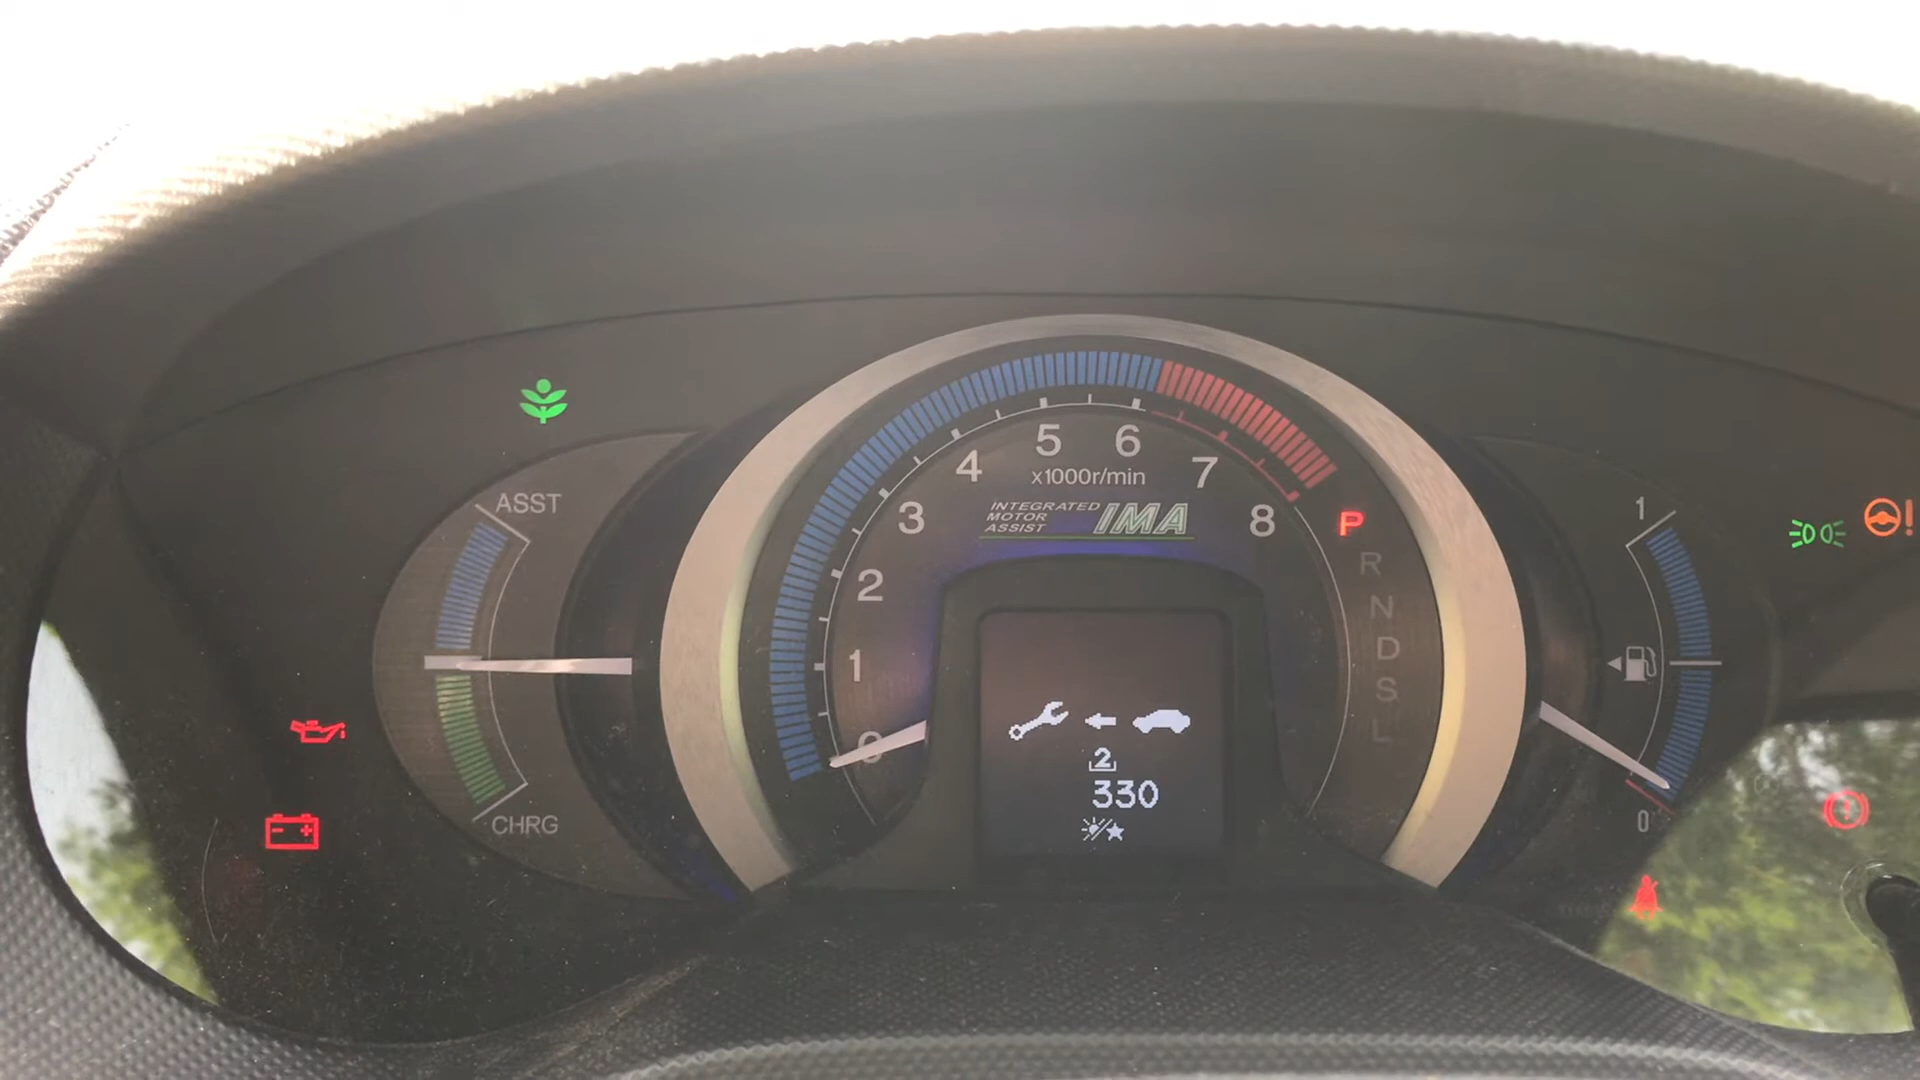 ASST
CHRG
5 6
4 7
x1000r/min
3 8
INTEGRATED
MOTOR
ASSIST
IMA
2
1
0
P
R
N
D
S
L
2
330
1
0